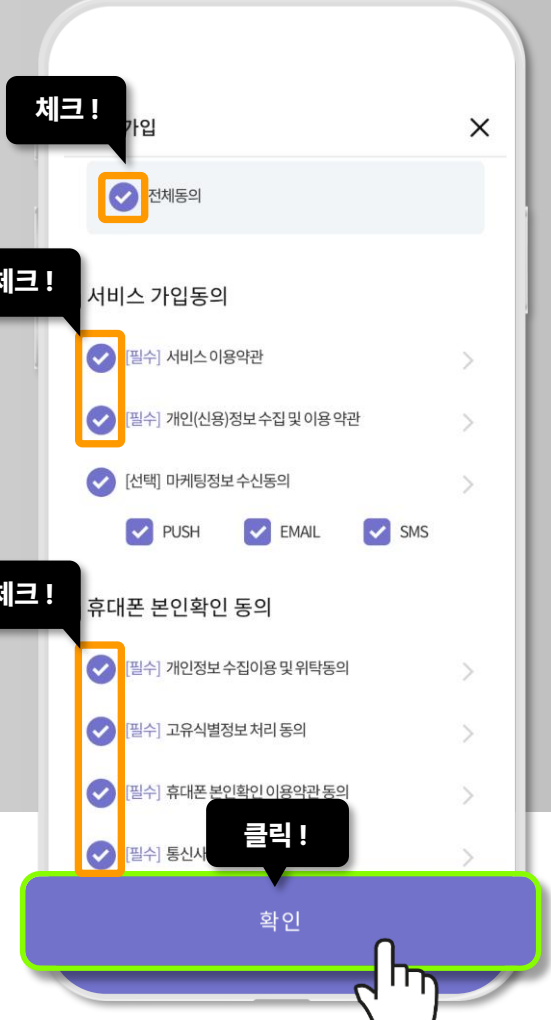 체크 !
가입
전체동의
체크 !
서비스 가입동의
[필수] 서비스 이용약관
[필수] 개인(신용)정보 수집 및 이용 약관
[선택] 마케팅정보 수신동의
PUSH EMAIL SMS
체크 !
휴대폰 본인확인 동의
[필수] 개인정보 수집이용 및 위탁동의
[필수] 고유식별정보 처리 동의
[필수] 휴대폰 본인확인 이용약관 동의
클릭 !
[필수] 통신사
확인